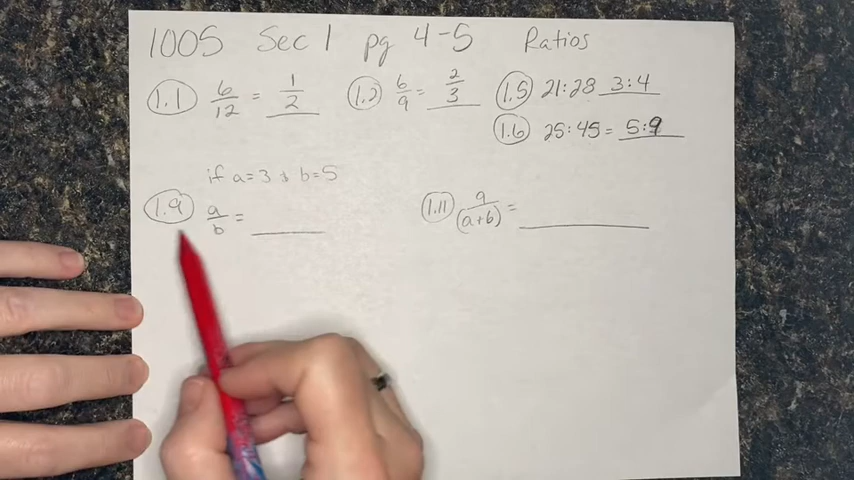 1005 Sec 1 pg 4-5 Ratios
1.1 6/12 = 1/2 1.2 6/9 = 2/3 1.5 21:28 3:4
1.6 25:45 = 5:9
if a=3 & b=5
1.9 a/b = 1.11 a/(a+b) =